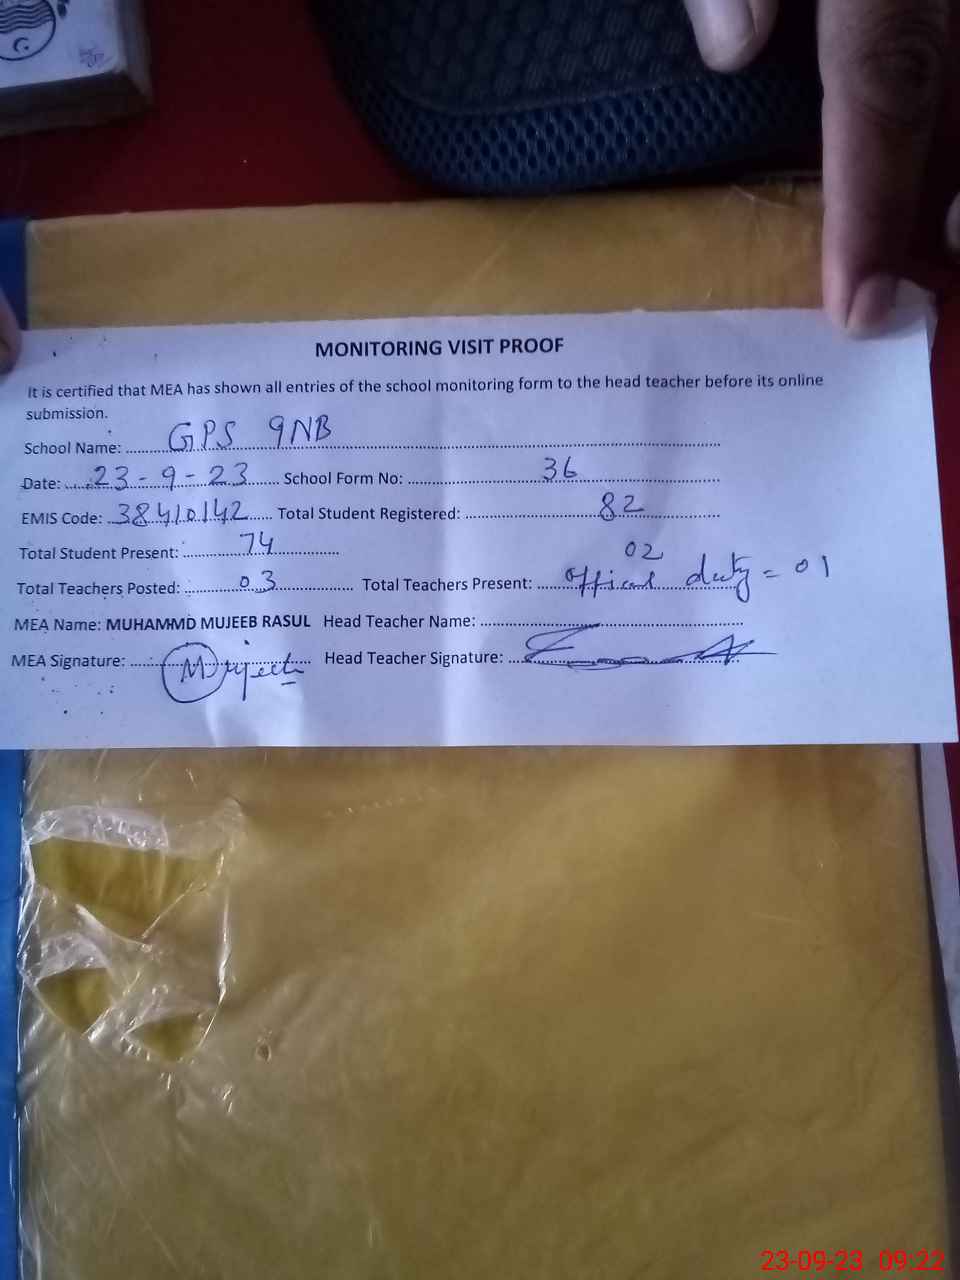 MONITORING VISIT PROOF
It is certified that MEA has shown all entries of the school monitoring form to the head teacher before its online
submission.
School Name: GPS 9NB
Date: 23-9-23 School Form No: 36
EMIS Code: 38410142 Total Student Registered: 82
Total Student Present: 74
Total Teachers Posted: 03 Total Teachers Present: 02 offical duty = 01
MEA Name: MUHAMMD MUJEEB RASUL Head Teacher Name:
MEA Signature: Mujeeb Head Teacher Signature:
23-09-23 09:22